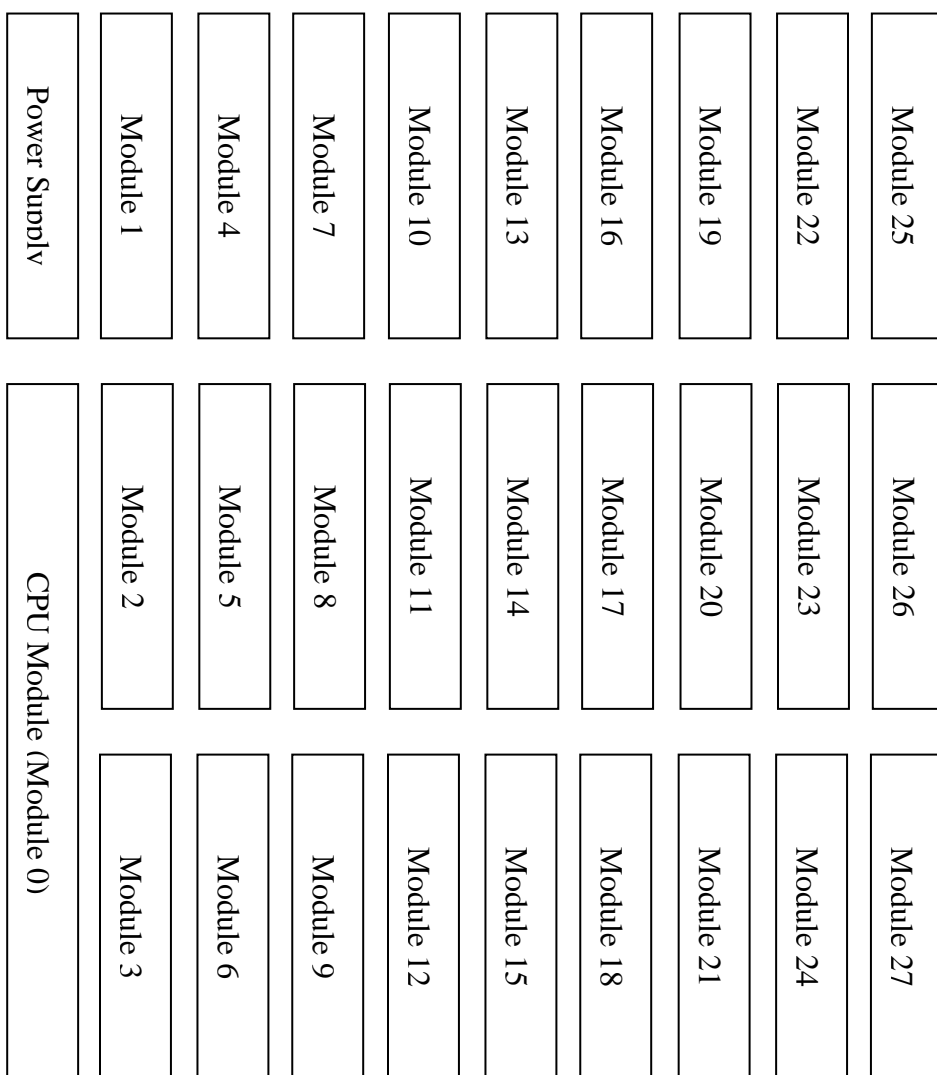 Power Supply
Module 1
Module 4
Module 7
Module 10
Module 13
Module 16
Module 19
Module 22
Module 25
CPU Module (Module 0)
Module 2
Module 5
Module 8
Module 11
Module 14
Module 17
Module 20
Module 23
Module 26
Module 3
Module 6
Module 9
Module 12
Module 15
Module 18
Module 21
Module 24
Module 27